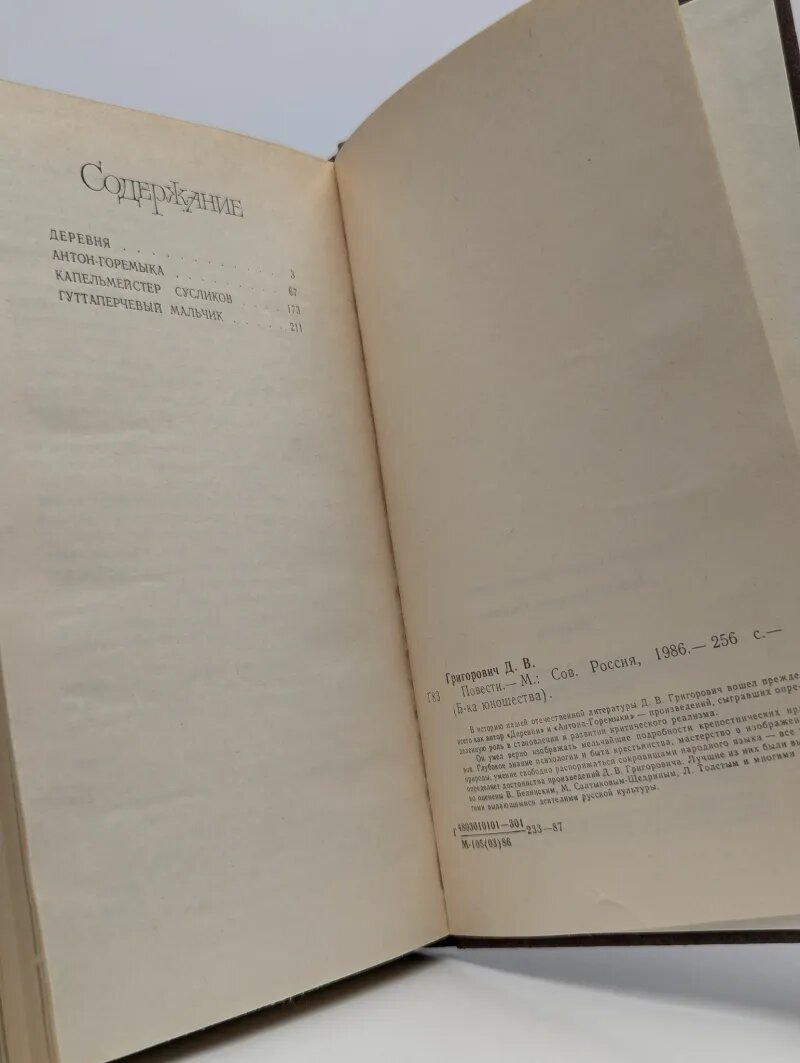 Содержание
ДЕРЕВНЯ . . . . . . . . . . . 3
АНТОН-ГОРЕМЫКА . . . . . . . . 67
КАПЕЛЬМЕЙСТЕР СУСЛИКОВ . . . . 173
ГУТТАПЕРЧЕВЫЙ МАЛЬЧИК . . . . . 211
Григорович Д. В.
Г83 Повести.— М.: Сов. Россия, 1986.— 256 с.—
(Б-ка юношества).
В историю нашей отечественной литературы Д. В. Григорович вошел прежде
всего как автор «Деревни» и «Антона-Горемыки» — произведений, сыгравших
роль в становлении и развитии критического реализма.
Он умел верно изображать мельчайшие подробности крепостнических
Глубокое знание психологии и быта крестьянства, мастерство в
природы, умение свободно распоряжаться сокровищами народного языка — все
определяет достоинства произведений Д. В. Григоровича. Лучшие из них были
оценены В. Белинским, М. Салтыковым-Щедриным, Л. Толстым и многими
выдающимися деятелями русской культуры.
Г 4803010101—301
М-105(03)86 233—87